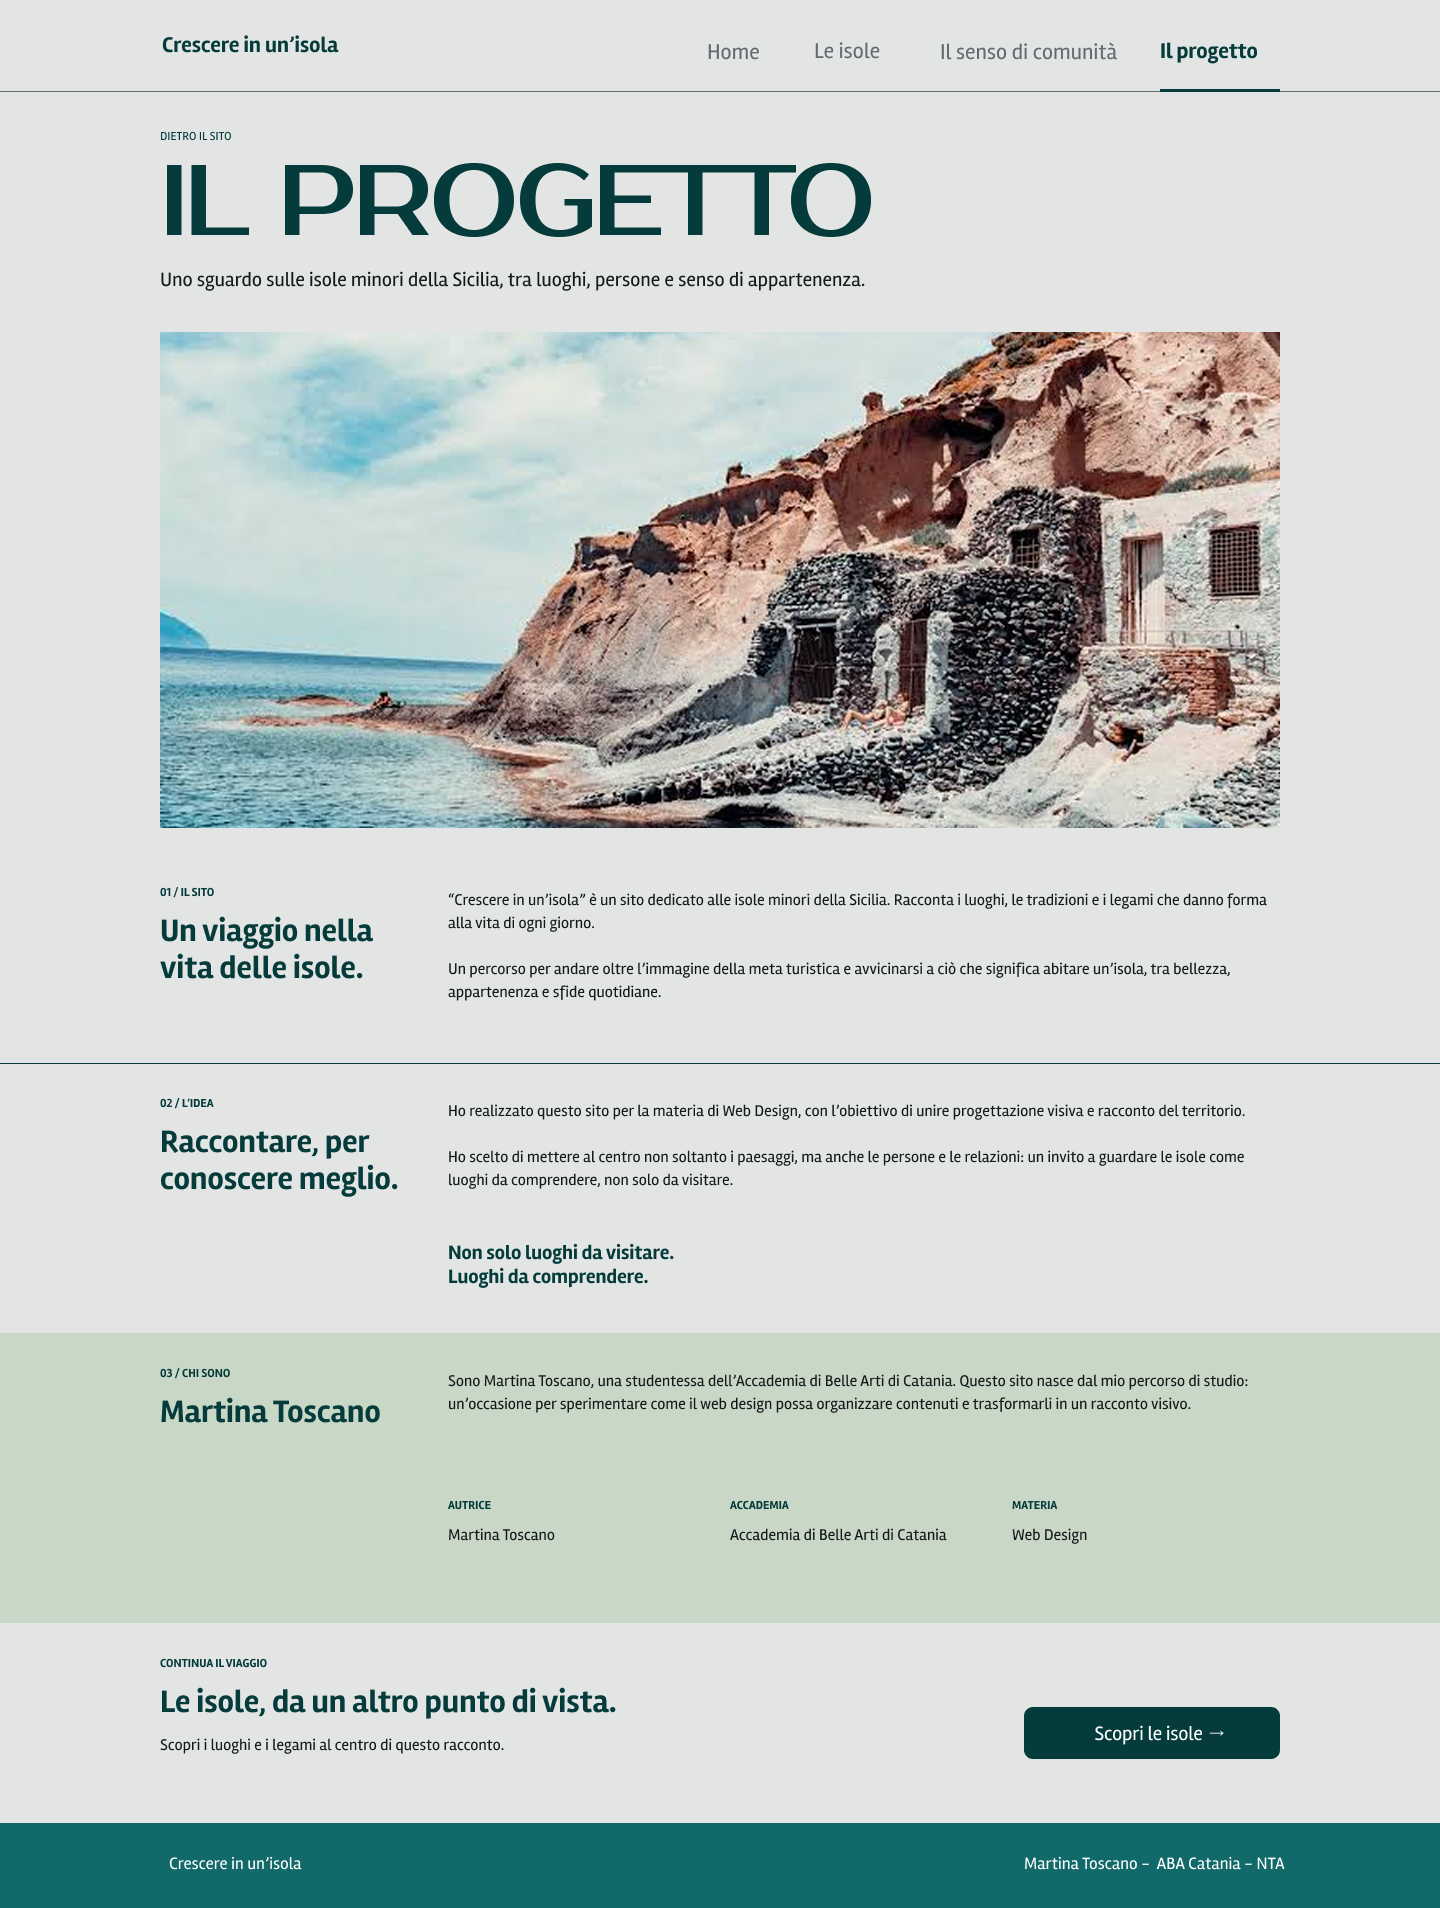 Crescere in un’isola
Home Le isole Il senso di comunità Il progetto
DIETRO IL SITO
IL PROGETTO
Uno sguardo sulle isole minori della Sicilia, tra luoghi, persone e senso di appartenenza.
01 / IL SITO
Un viaggio nella
vita delle isole.
“Crescere in un’isola” è un sito dedicato alle isole minori della Sicilia. Racconta i luoghi, le tradizioni e i legami che danno forma
alla vita di ogni giorno.
Un percorso per andare oltre l’immagine della meta turistica e avvicinarsi a ciò che significa abitare un’isola, tra bellezza,
appartenenza e sfide quotidiane.
02 / L’IDEA
Raccontare, per
conoscere meglio.
Ho realizzato questo sito per la materia di Web Design, con l’obiettivo di unire progettazione visiva e racconto del territorio.
Ho scelto di mettere al centro non soltanto i paesaggi, ma anche le persone e le relazioni: un invito a guardare le isole come
luoghi da comprendere, non solo da visitare.
Non solo luoghi da visitare.
Luoghi da comprendere.
03 / CHI SONO
Martina Toscano
Sono Martina Toscano, una studentessa dell’Accademia di Belle Arti di Catania. Questo sito nasce dal mio percorso di studio:
un’occasione per sperimentare come il web design possa organizzare contenuti e trasformarli in un racconto visivo.
AUTRICE
Martina Toscano
ACCADEMIA
Accademia di Belle Arti di Catania
MATERIA
Web Design
CONTINUA IL VIAGGIO
Le isole, da un altro punto di vista.
Scopri i luoghi e i legami al centro di questo racconto.
Scopri le isole →
Crescere in un’isola
Martina Toscano – ABA Catania – NTA